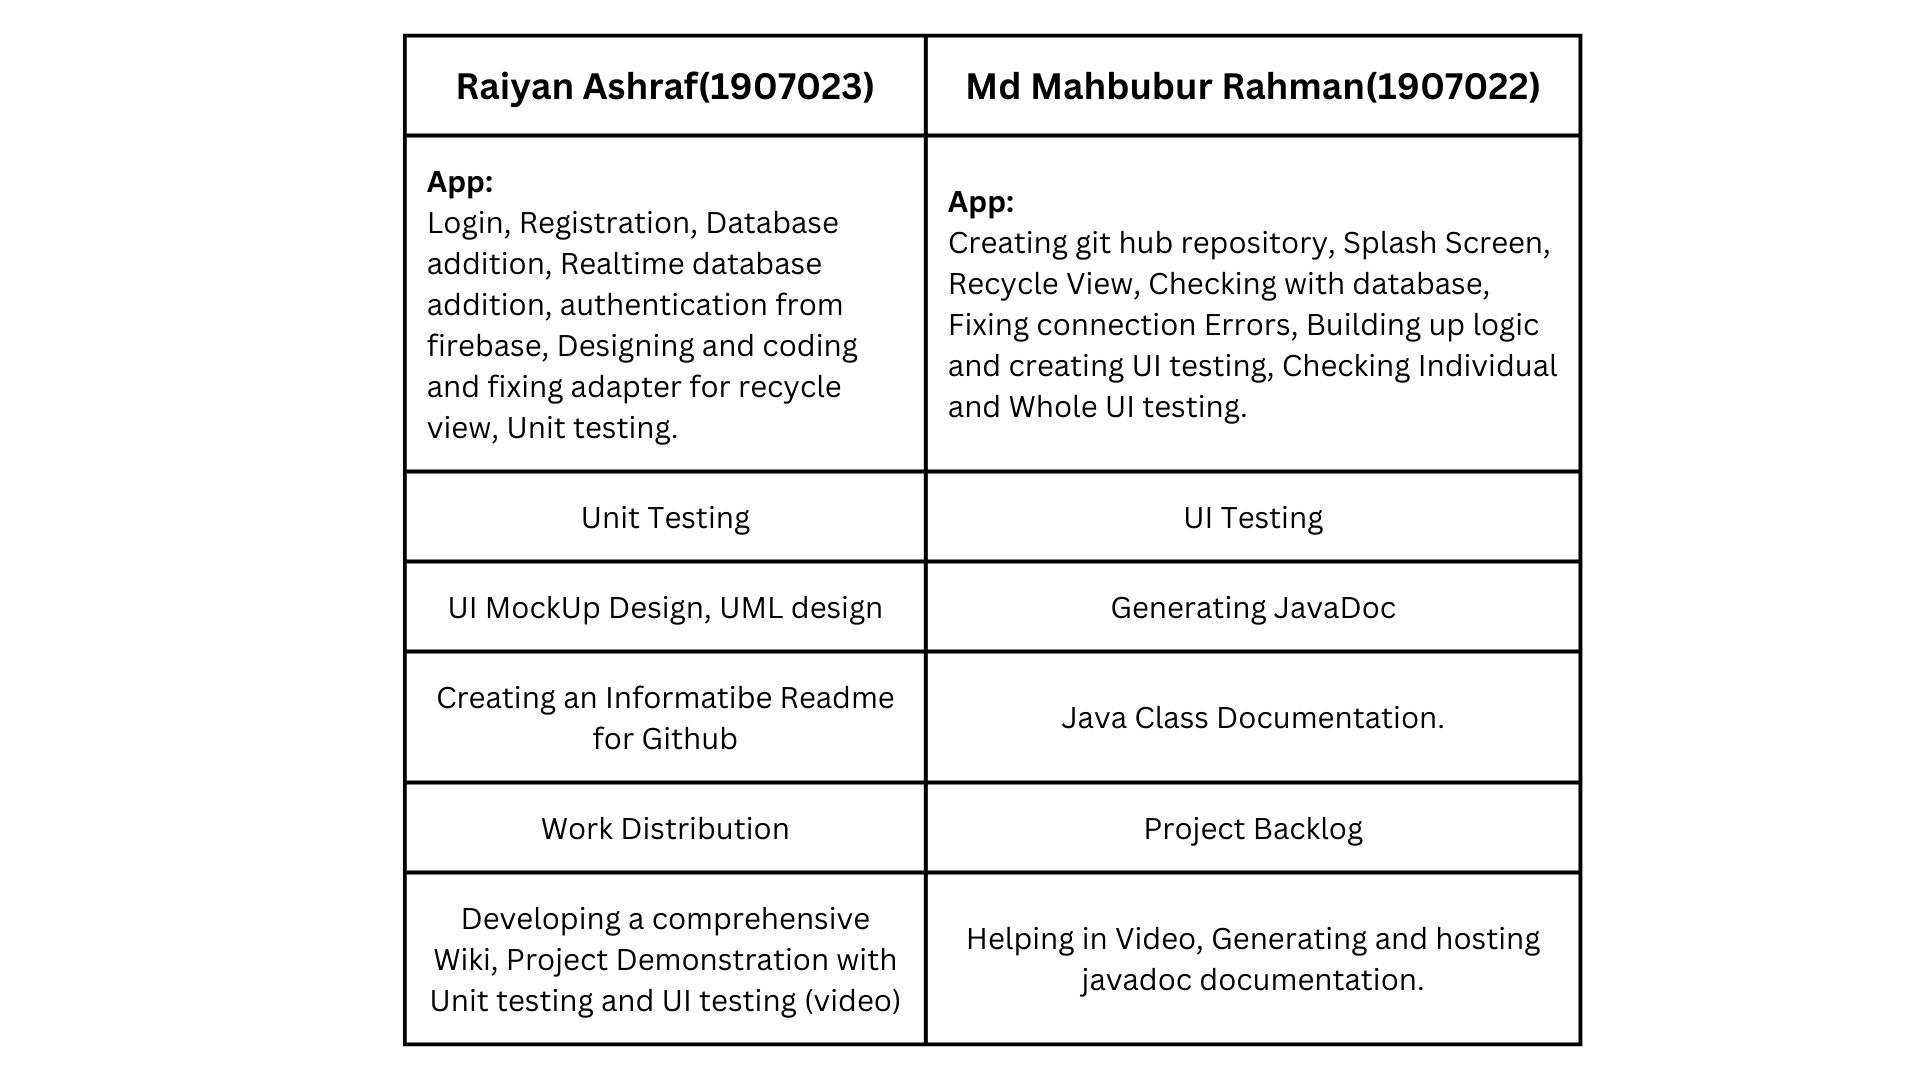 Raiyan Ashraf(1907023)
Md Mahbubur Rahman(1907022)
App:
Login, Registration, Database
addition, Realtime database
addition, authentication from
firebase, Designing and coding
and fixing adapter for recycle
view, Unit testing.
App:
Creating git hub repository, Splash Screen,
Recycle View, Checking with database,
Fixing connection Errors, Building up logic
and creating UI testing, Checking Individual
and Whole UI testing.
Unit Testing
UI Testing
UI MockUp Design, UML design
Generating JavaDoc
Creating an Informatibe Readme
for Github
Java Class Documentation.
Work Distribution
Project Backlog
Developing a comprehensive
Wiki, Project Demonstration with
Unit testing and UI testing (video)
Helping in Video, Generating and hosting
javadoc documentation.